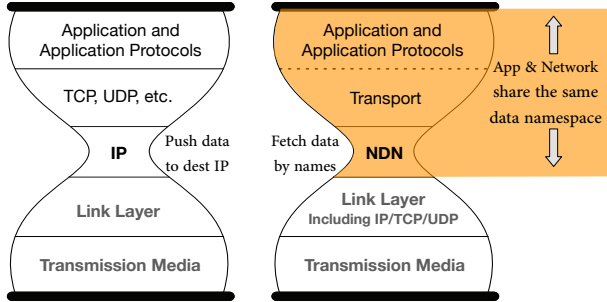 Application and
Application Protocols
TCP, UDP, etc.
IP
Push data
to dest IP
Link Layer
Transmission Media
Application and
Application Protocols
Transport
Fetch data
by names
NDN
Link Layer
Including IP/TCP/UDP
Transmission Media
App & Network
share the same
data namespace